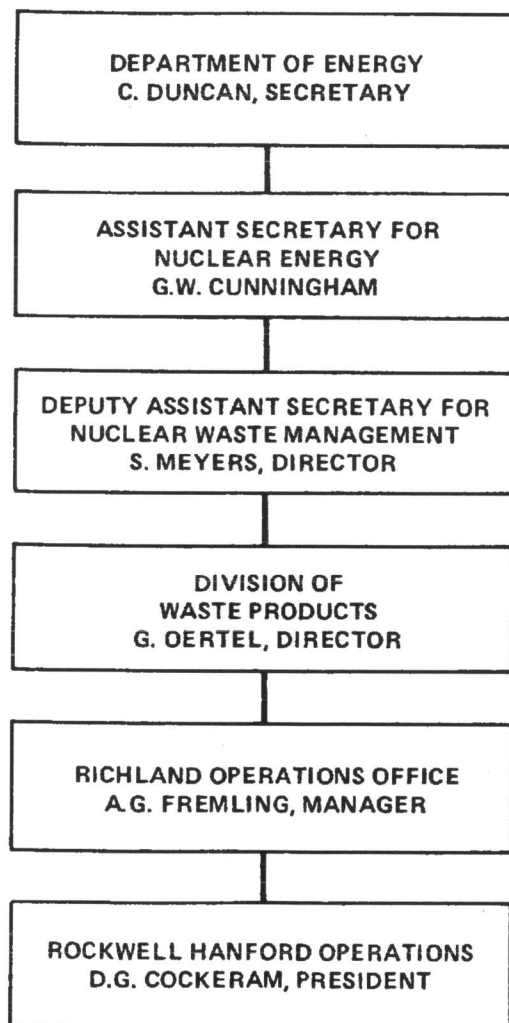 DEPARTMENT OF ENERGY
C. DUNCAN, SECRETARY
ASSISTANT SECRETARY FOR
NUCLEAR ENERGY
G.W. CUNNINGHAM
DEPUTY ASSISTANT SECRETARY FOR
NUCLEAR WASTE MANAGEMENT
S. MEYERS, DIRECTOR
DIVISION OF
WASTE PRODUCTS
G. OERTEL, DIRECTOR
RICHLAND OPERATIONS OFFICE
A.G. FREMLING, MANAGER
ROCKWELL HANFORD OPERATIONS
D.G. COCKERAM, PRESIDENT